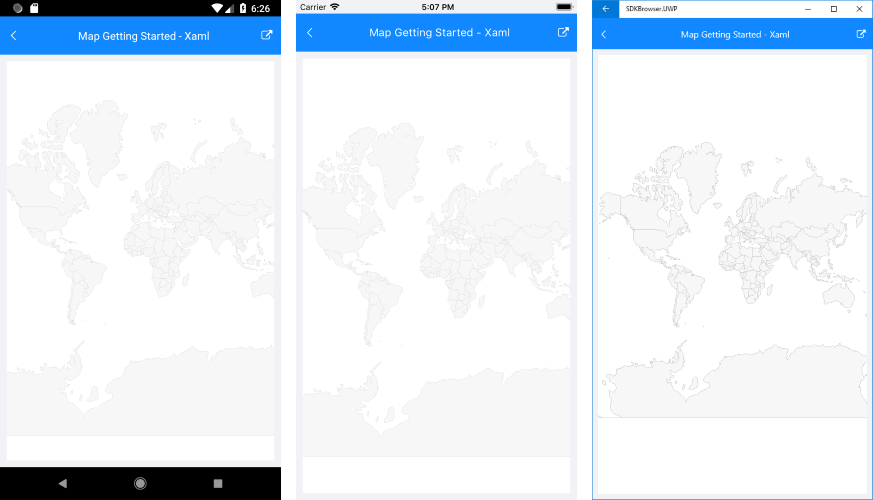 6:26
Map Getting Started - Xaml
Carrier 5:07 PM
Map Getting Started - Xaml
SDKBrowser.UWP
Map Getting Started - Xaml